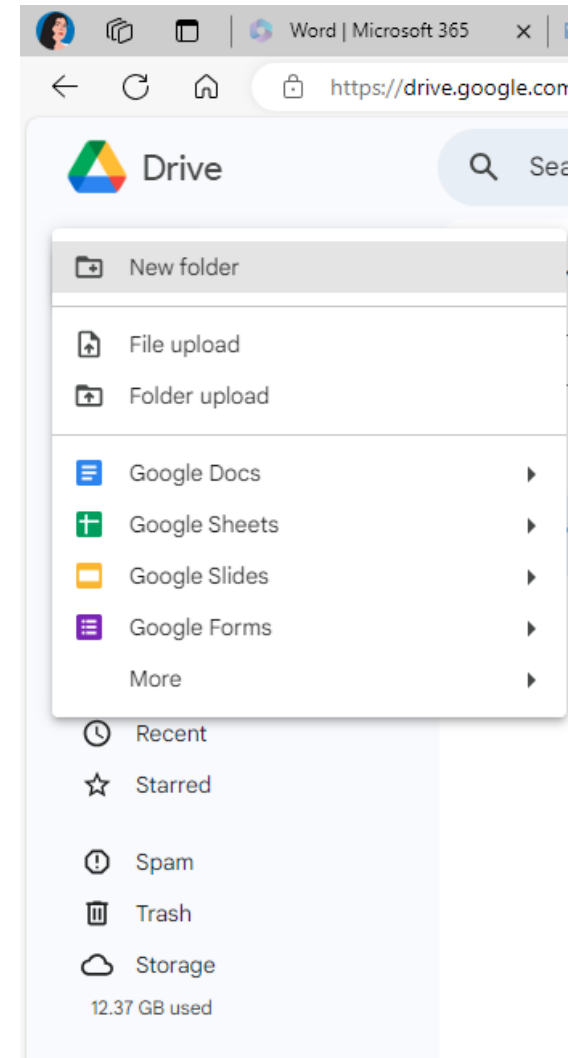 Word | Microsoft 365
https://drive.google.com
Drive
Sea
New folder
File upload
Folder upload
Google Docs
Google Sheets
Google Slides
Google Forms
More
Recent
Starred
Spam
Trash
Storage
12.37 GB used